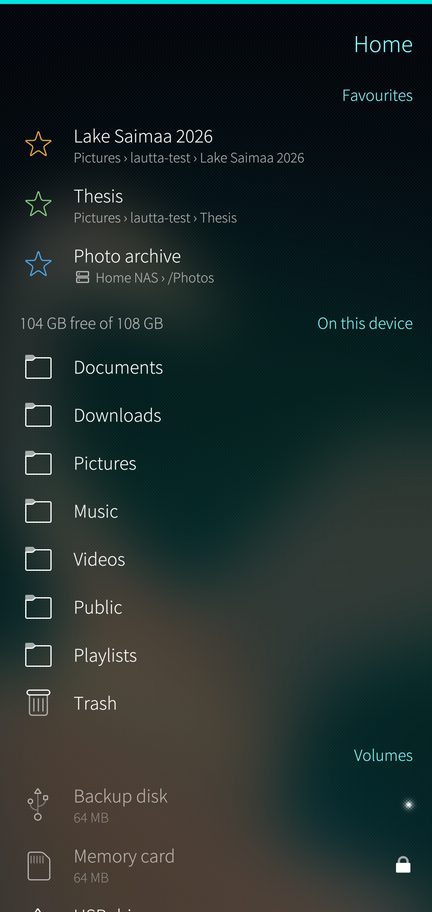 Home
Favourites
Lake Saimaa 2026
Pictures › lautta-test › Lake Saimaa 2026
Thesis
Pictures › lautta-test › Thesis
Photo archive
Home NAS › /Photos
104 GB free of 108 GB
On this device
Documents
Downloads
Pictures
Music
Videos
Public
Playlists
Trash
Volumes
Backup disk
64 MB
Memory card
64 MB